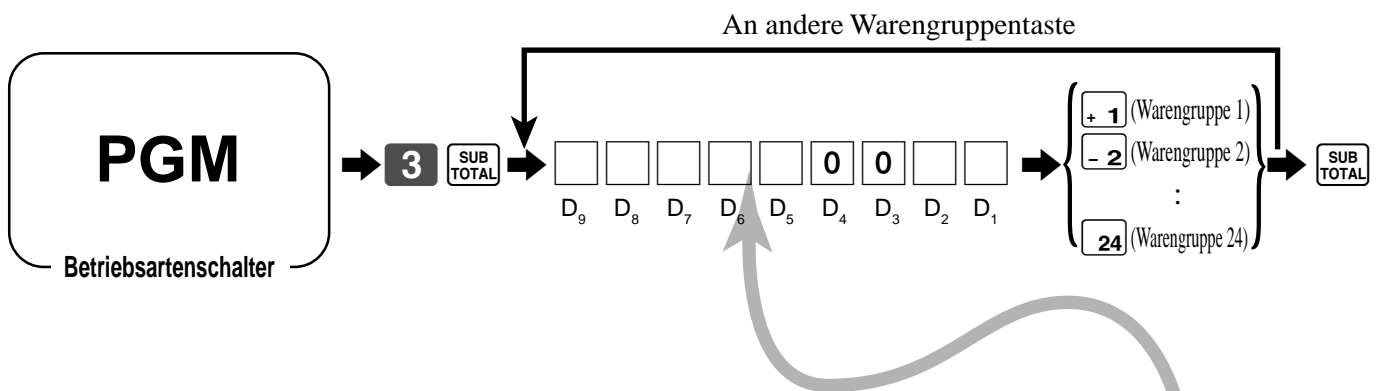 An andere Warengruppentaste
PGM
Betriebsartenschalter
3
SUB
TOTAL
0 0
D9 D8 D7 D6 D5 D4 D3 D2 D1
+ 1 (Warengruppe 1)
- 2 (Warengruppe 2)
:
24 (Warengruppe 24)
SUB
TOTAL